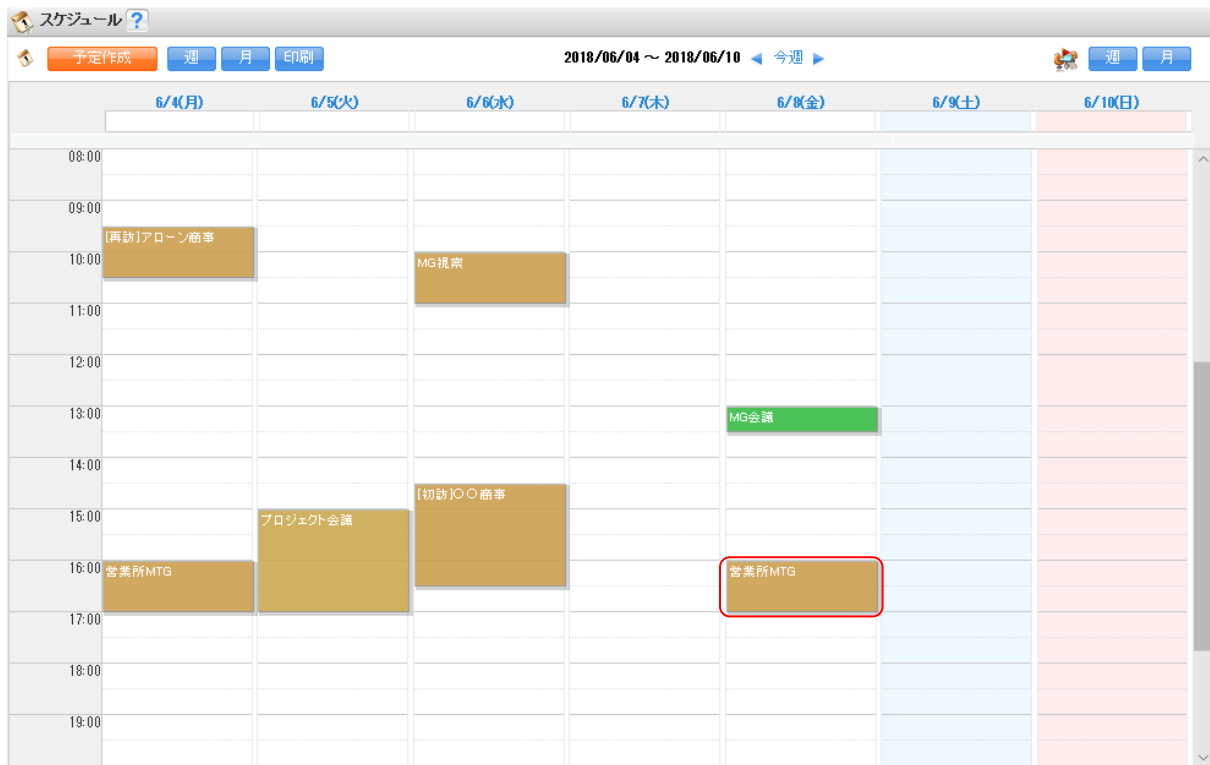 スケジュール ?
予定作成 週 月 印刷 2018/06/04 ～ 2018/06/10 今週 週 月
6/4(月) 6/5(火) 6/6(水) 6/7(木) 6/8(金) 6/9(土) 6/10(日)
08:00
09:00
[再訪]アローン商事
10:00
MG視察
11:00
12:00
13:00
MG会議
14:00
[初訪]〇〇商事
15:00
プロジェクト会議
16:00
営業所MTG
営業所MTG
17:00
18:00
19:00